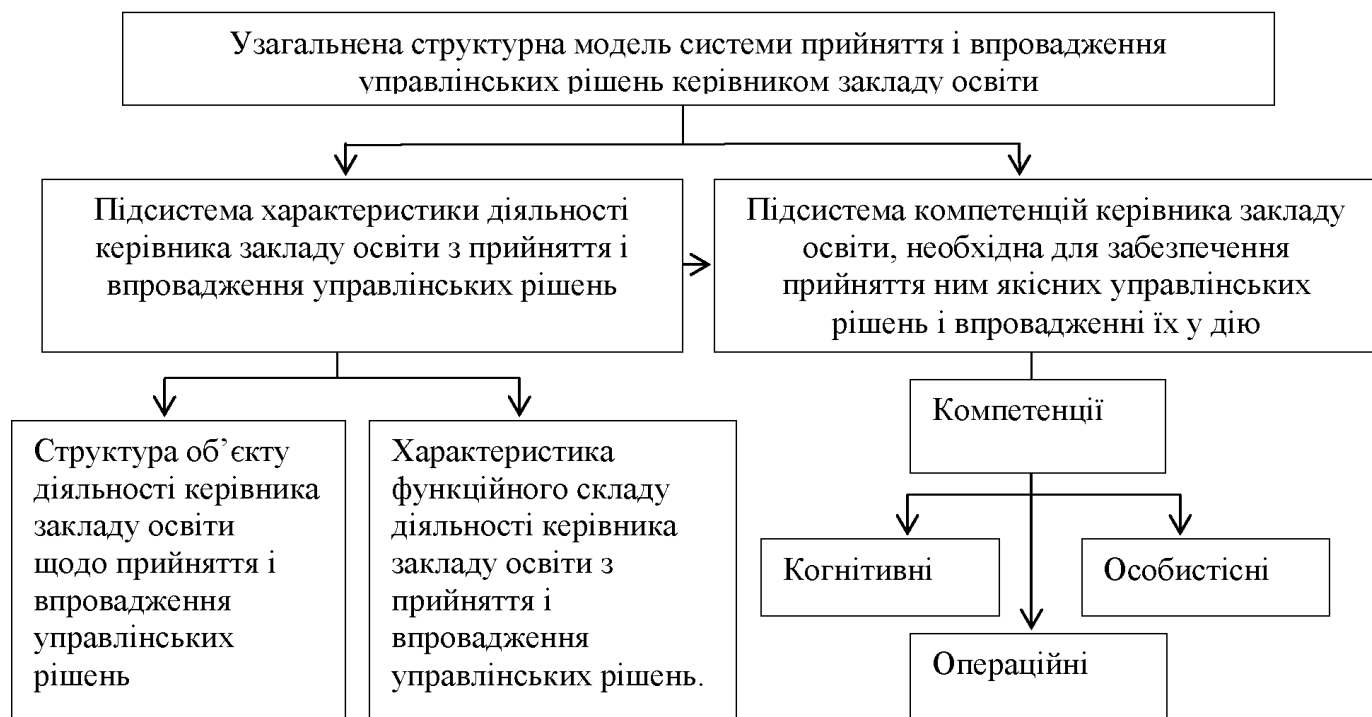 Узагальнена структурна модель системи прийняття і впровадження
управлінських рішень керівником закладу освіти
Підсистема характеристики діяльності
керівника закладу освіти з прийняття і
впровадження управлінських рішень
Підсистема компетенцій керівника закладу
освіти, необхідна для забезпечення
прийняття ним якісних управлінських
рішень і впровадженні їх у дію
Структура об’єкту
діяльності керівника
закладу освіти
щодо прийняття і
впровадження
управлінських
рішень
Характеристика
функційного складу
діяльності керівника
закладу освіти з
прийняття і
впровадження
управлінських рішень.
Компетенції
Когнітивні
Особистісні
Операційні